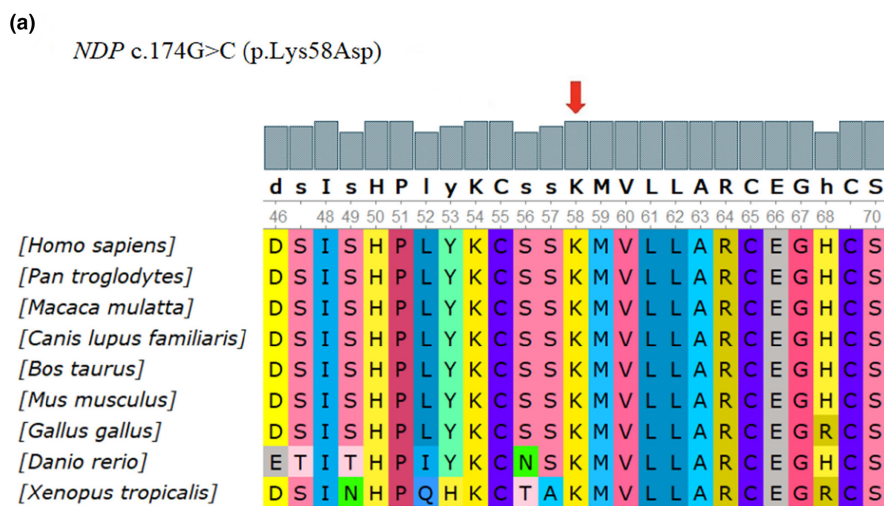 (a)
NDP c.174G>C (p.Lys58Asp)
d s I s H P l y K C s s K M V L L A R C E G h C S
46 48 49 50 51 52 53 54 55 56 57 58 59 60 61 62 63 64 65 66 67 68 70
[Homo sapiens] D S I S H P L Y K C S S K M V L L A R C E G H C S
[Pan troglodytes] D S I S H P L Y K C S S K M V L L A R C E G H C S
[Macaca mulatta] D S I S H P L Y K C S S K M V L L A R C E G H C S
[Canis lupus familiaris] D S I S H P L Y K C S S K M V L L A R C E G H C S
[Bos taurus] D S I S H P L Y K C S S K M V L L A R C E G H C S
[Mus musculus] D S I S H P L Y K C S S K M V L L A R C E G H C S
[Gallus gallus] D S I S H P L Y K C S S K M V L L A R C E G R C S
[Danio rerio] E T I T H P I Y K C N S K M V L L A R C E G H C S
[Xenopus tropicalis] D S I N H P Q H K C T A K M V L L A R C E G R C S